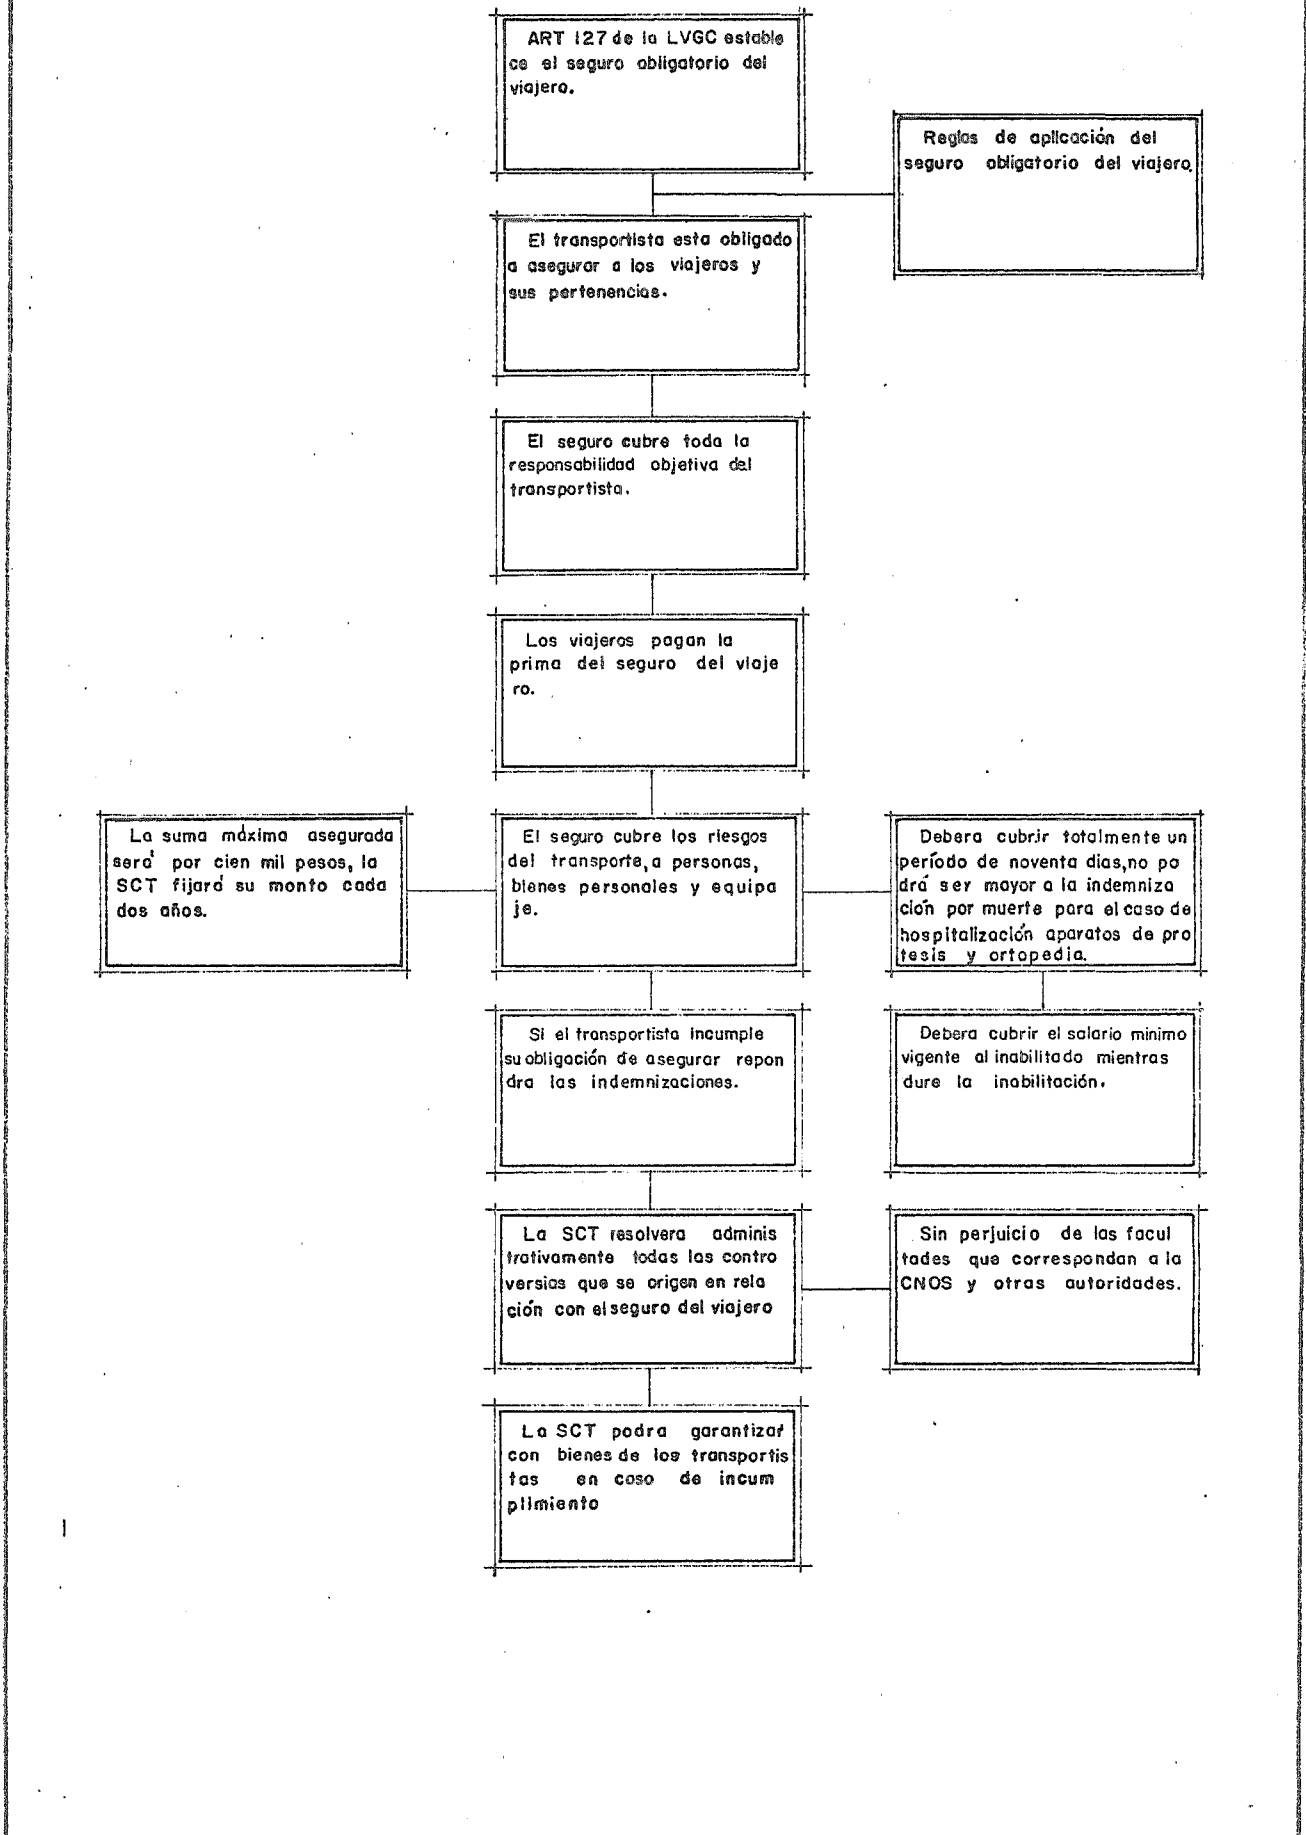 ART 127 de la LVGC estable
ce el seguro obligatorio del
viajero.
Reglas de aplicación del
seguro obligatorio del viajero.
El transportista esta obligado
a asegurar a los viajeros y
sus pertenencias.
El seguro cubre toda la
responsabilidad objetiva del
transportista.
Los viajeros pagan la
prima del seguro del viaje
ro.
La suma máxima asegurada
será por cien mil pesos, la
SCT fijará su monto cada
dos años.
El seguro cubre los riesgos
del transporte, a personas,
bienes personales y equipa
je.
Debera cubrir totalmente un
período de noventa dias, no po
drá ser mayor a la indemniza
ción por muerte para el caso de
hospitalización aparatos de pro
tesis y ortopedia.
Si el transportista incumple
su obligación de asegurar repon
dra las indemnizaciones.
Debera cubrir el salario minimo
vigente al inabilitado mientras
dure la inabilitación.
La SCT resolvera adminis
trativamente todas las contro
versias que se origen en rela
ción con el seguro del viajero
Sin perjuicio de las facul
tades que correspondan a la
CNOS y otras autoridades.
La SCT podra garantizar
con bienes de los transportis
tas en caso de incum
plimiento